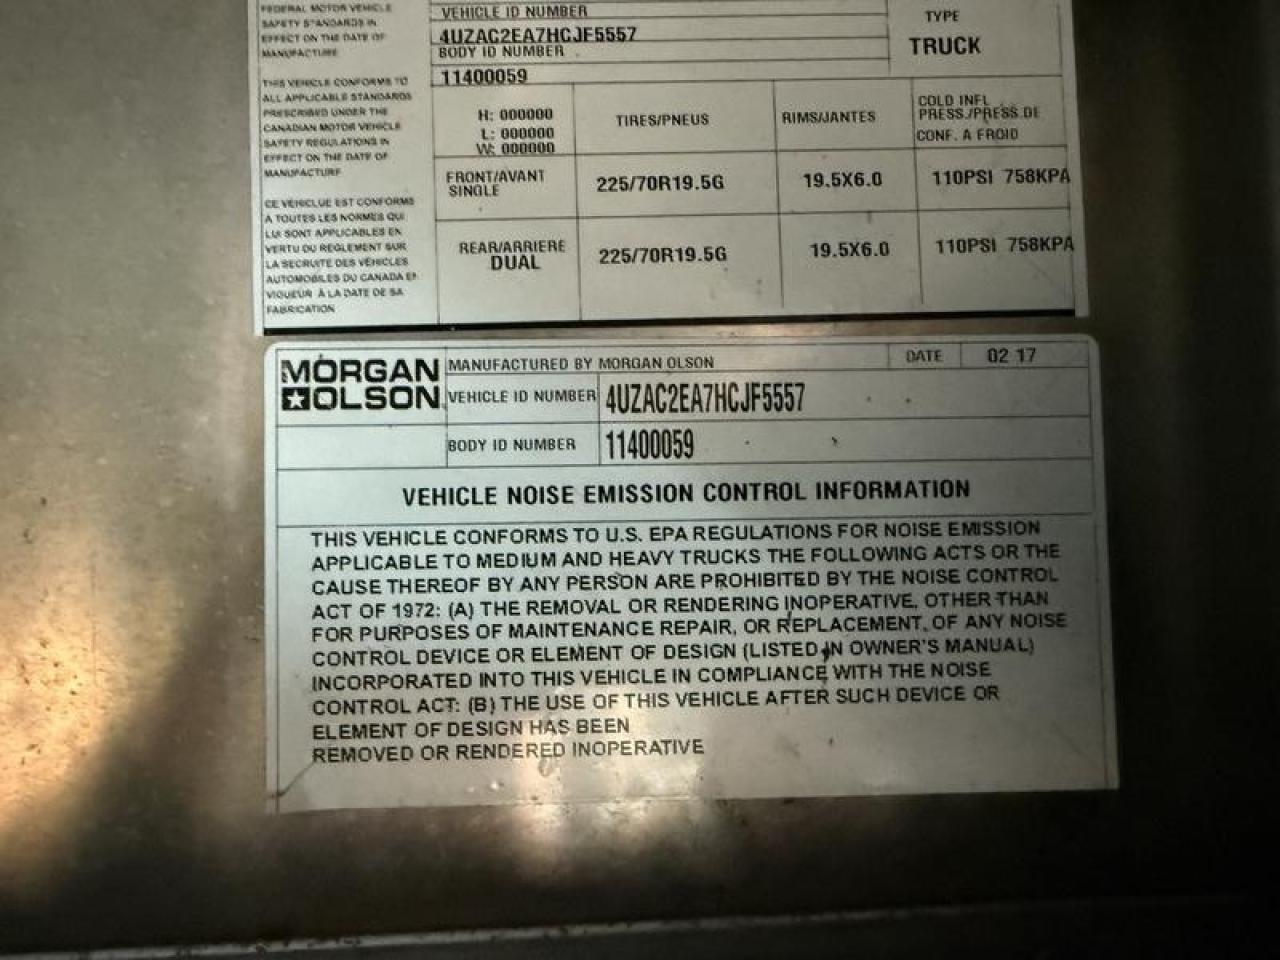 FEDERAL MOTOR VEHICLE
SAFETY STANDARDS IN
EFFECT ON THE DATE OF
MANUFACTURE
THIS VEHICLE CONFORMS TO
ALL APPLICABLE STANDARDS
PRESCRIBED UNDER THE
CANADIAN MOTOR VEHICLE
SAFETY REGULATIONS IN
EFFECT ON THE DATE OF
MANUFACTURE
CE VEHICLUE EST CONFORMS
A TOUTES LES NORMES QUI
LUI SONT APPLICABLES EN
VERTU DU REGLEMENT SUR
LA SECRUITE DES VEHICLES
AUTOMOBILES DU CANADA EN
VIGUEUR À LA DATE DE SA
FABRICATION
VEHICLE ID NUMBER
4UZAC2EA7HCJF5557
BODY ID NUMBER
11400059
TYPE
TRUCK
H: 000000
L: 000000
W: 000000
TIRES/PNEUS
RIMS/JANTES
COLD INFL
PRESS./PRESS.DE
CONF. A FROID
FRONT/AVANT
SINGLE
225/70R19.5G
19.5X6.0
110PSI 758KPA
REAR/ARRIERE
DUAL
225/70R19.5G
19.5X6.0
110PSI 758KPA
MORGAN
OLSON
MANUFACTURED BY MORGAN OLSON
DATE
02 17
VEHICLE ID NUMBER
4UZAC2EA7HCJF5557
BODY ID NUMBER
11400059
VEHICLE NOISE EMISSION CONTROL INFORMATION
THIS VEHICLE CONFORMS TO U.S. EPA REGULATIONS FOR NOISE EMISSION
APPLICABLE TO MEDIUM AND HEAVY TRUCKS THE FOLLOWING ACTS OR THE
CAUSE THEREOF BY ANY PERSON ARE PROHIBITED BY THE NOISE CONTROL
ACT OF 1972: (A) THE REMOVAL OR RENDERING INOPERATIVE, OTHER THAN
FOR PURPOSES OF MAINTENANCE REPAIR, OR REPLACEMENT, OF ANY NOISE
CONTROL DEVICE OR ELEMENT OF DESIGN (LISTED IN OWNER'S MANUAL)
INCORPORATED INTO THIS VEHICLE IN COMPLIANCE WITH THE NOISE
CONTROL ACT: (B) THE USE OF THIS VEHICLE AFTER SUCH DEVICE OR
ELEMENT OF DESIGN HAS BEEN
REMOVED OR RENDERED INOPERATIVE